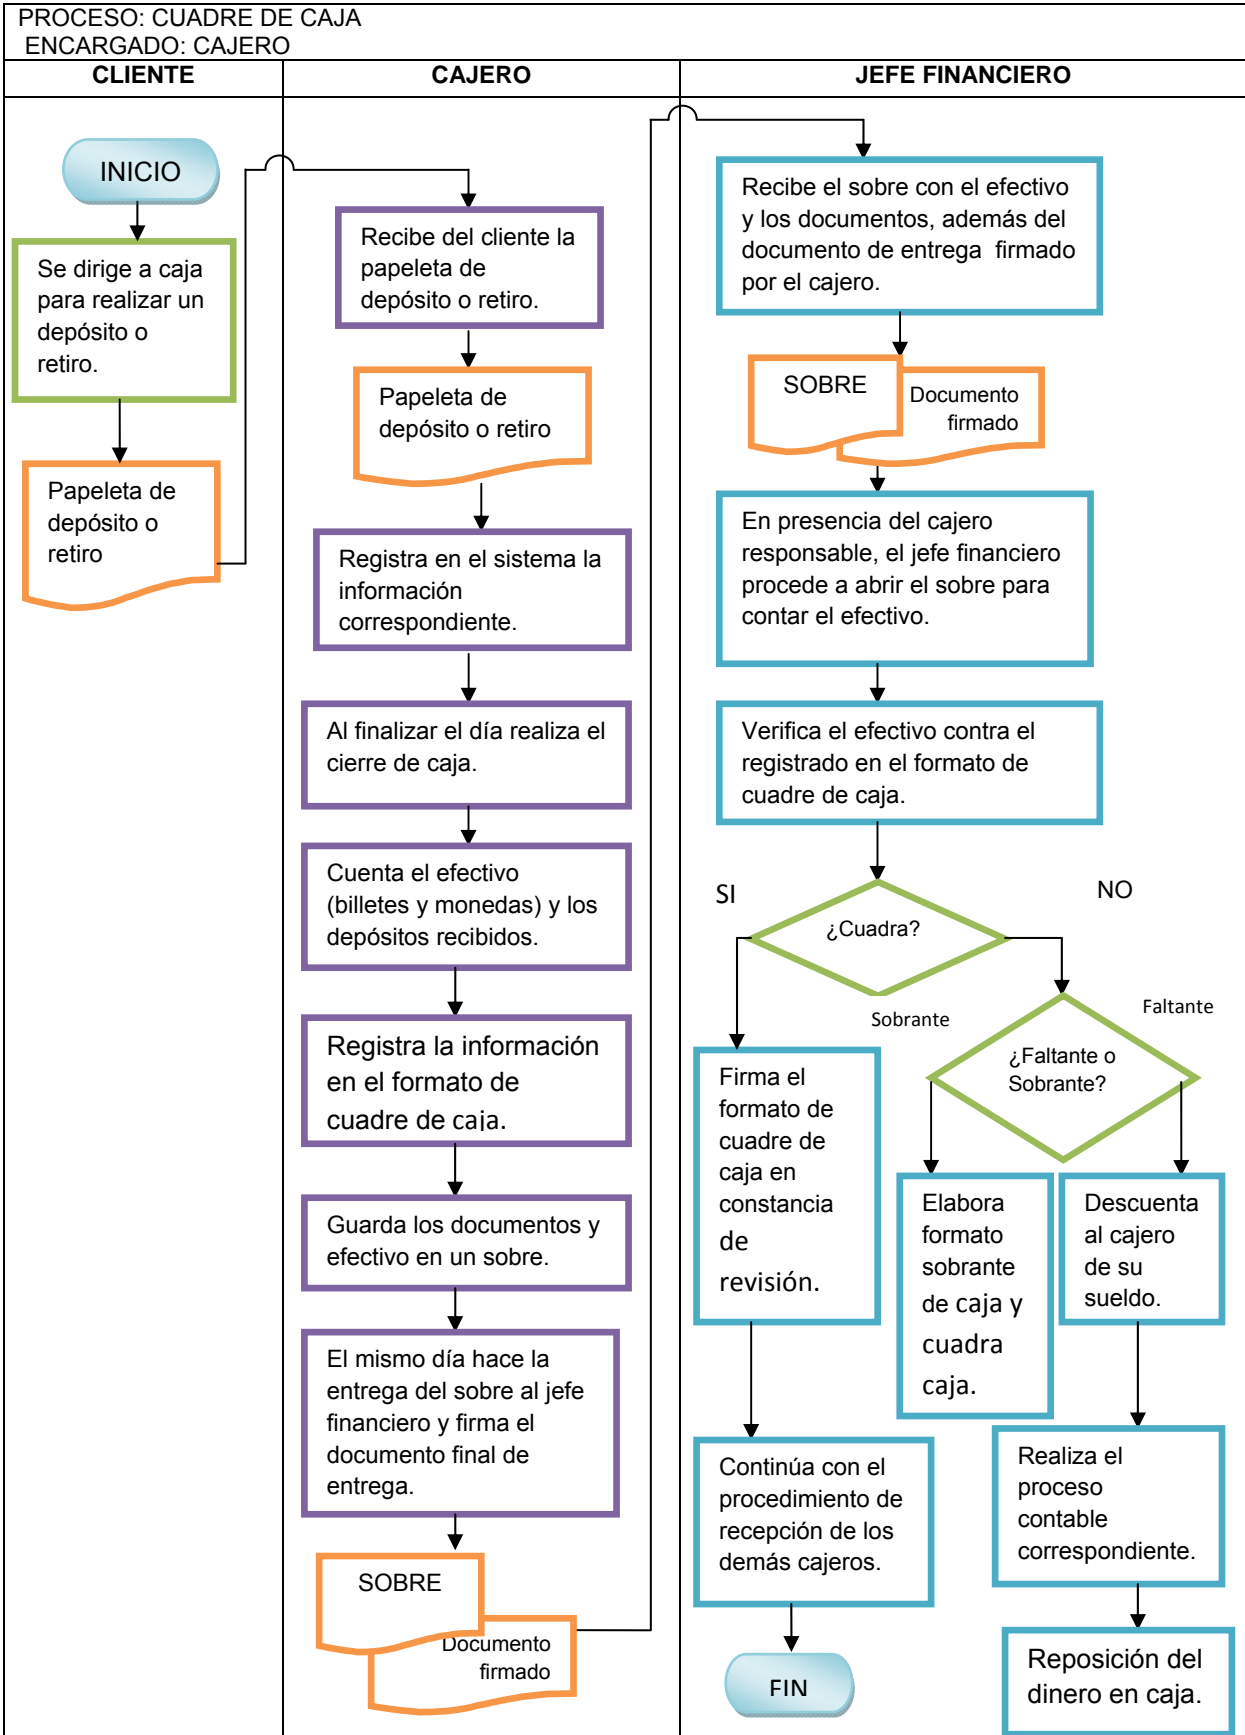 PROCESO: CUADRE DE CAJA
ENCARGADO: CAJERO
CLIENTE
CAJERO
JEFE FINANCIERO
INICIO
Se dirige a caja
para realizar un
depósito o
retiro.
Papeleta de
depósito o
retiro
Recibe del cliente la
papeleta de
depósito o retiro.
Papeleta de
depósito o retiro
Registra en el sistema la
información
correspondiente.
Al finalizar el día realiza el
cierre de caja.
Cuenta el efectivo
(billetes y monedas) y los
depósitos recibidos.
Registra la información
en el formato de
cuadre de caja.
Guarda los documentos y
efectivo en un sobre.
El mismo día hace la
entrega del sobre al jefe
financiero y firma el
documento final de
entrega.
SOBRE
Documento
firmado
Recibe el sobre con el efectivo
y los documentos, además del
documento de entrega firmado
por el cajero.
SOBRE
Documento
firmado
En presencia del cajero
responsable, el jefe financiero
procede a abrir el sobre para
contar el efectivo.
Verifica el efectivo contra el
registrado en el formato de
cuadre de caja.
SI
NO
¿Cuadra?
Sobrante
Faltante
¿Faltante o
Sobrante?
Firma el
formato de
cuadre de
caja en
constancia
de
revisión.
Elabora
formato
sobrante
de caja y
cuadra
caja.
Descuenta
al cajero
de su
sueldo.
Continúa con el
procedimiento de
recepción de los
demás cajeros.
Realiza el
proceso
contable
correspondiente.
FIN
Reposición del
dinero en caja.